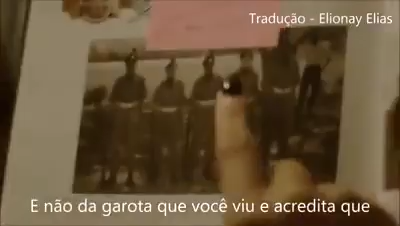 Tradução - Elionay Elias
E não da garota que você viu e acredita que